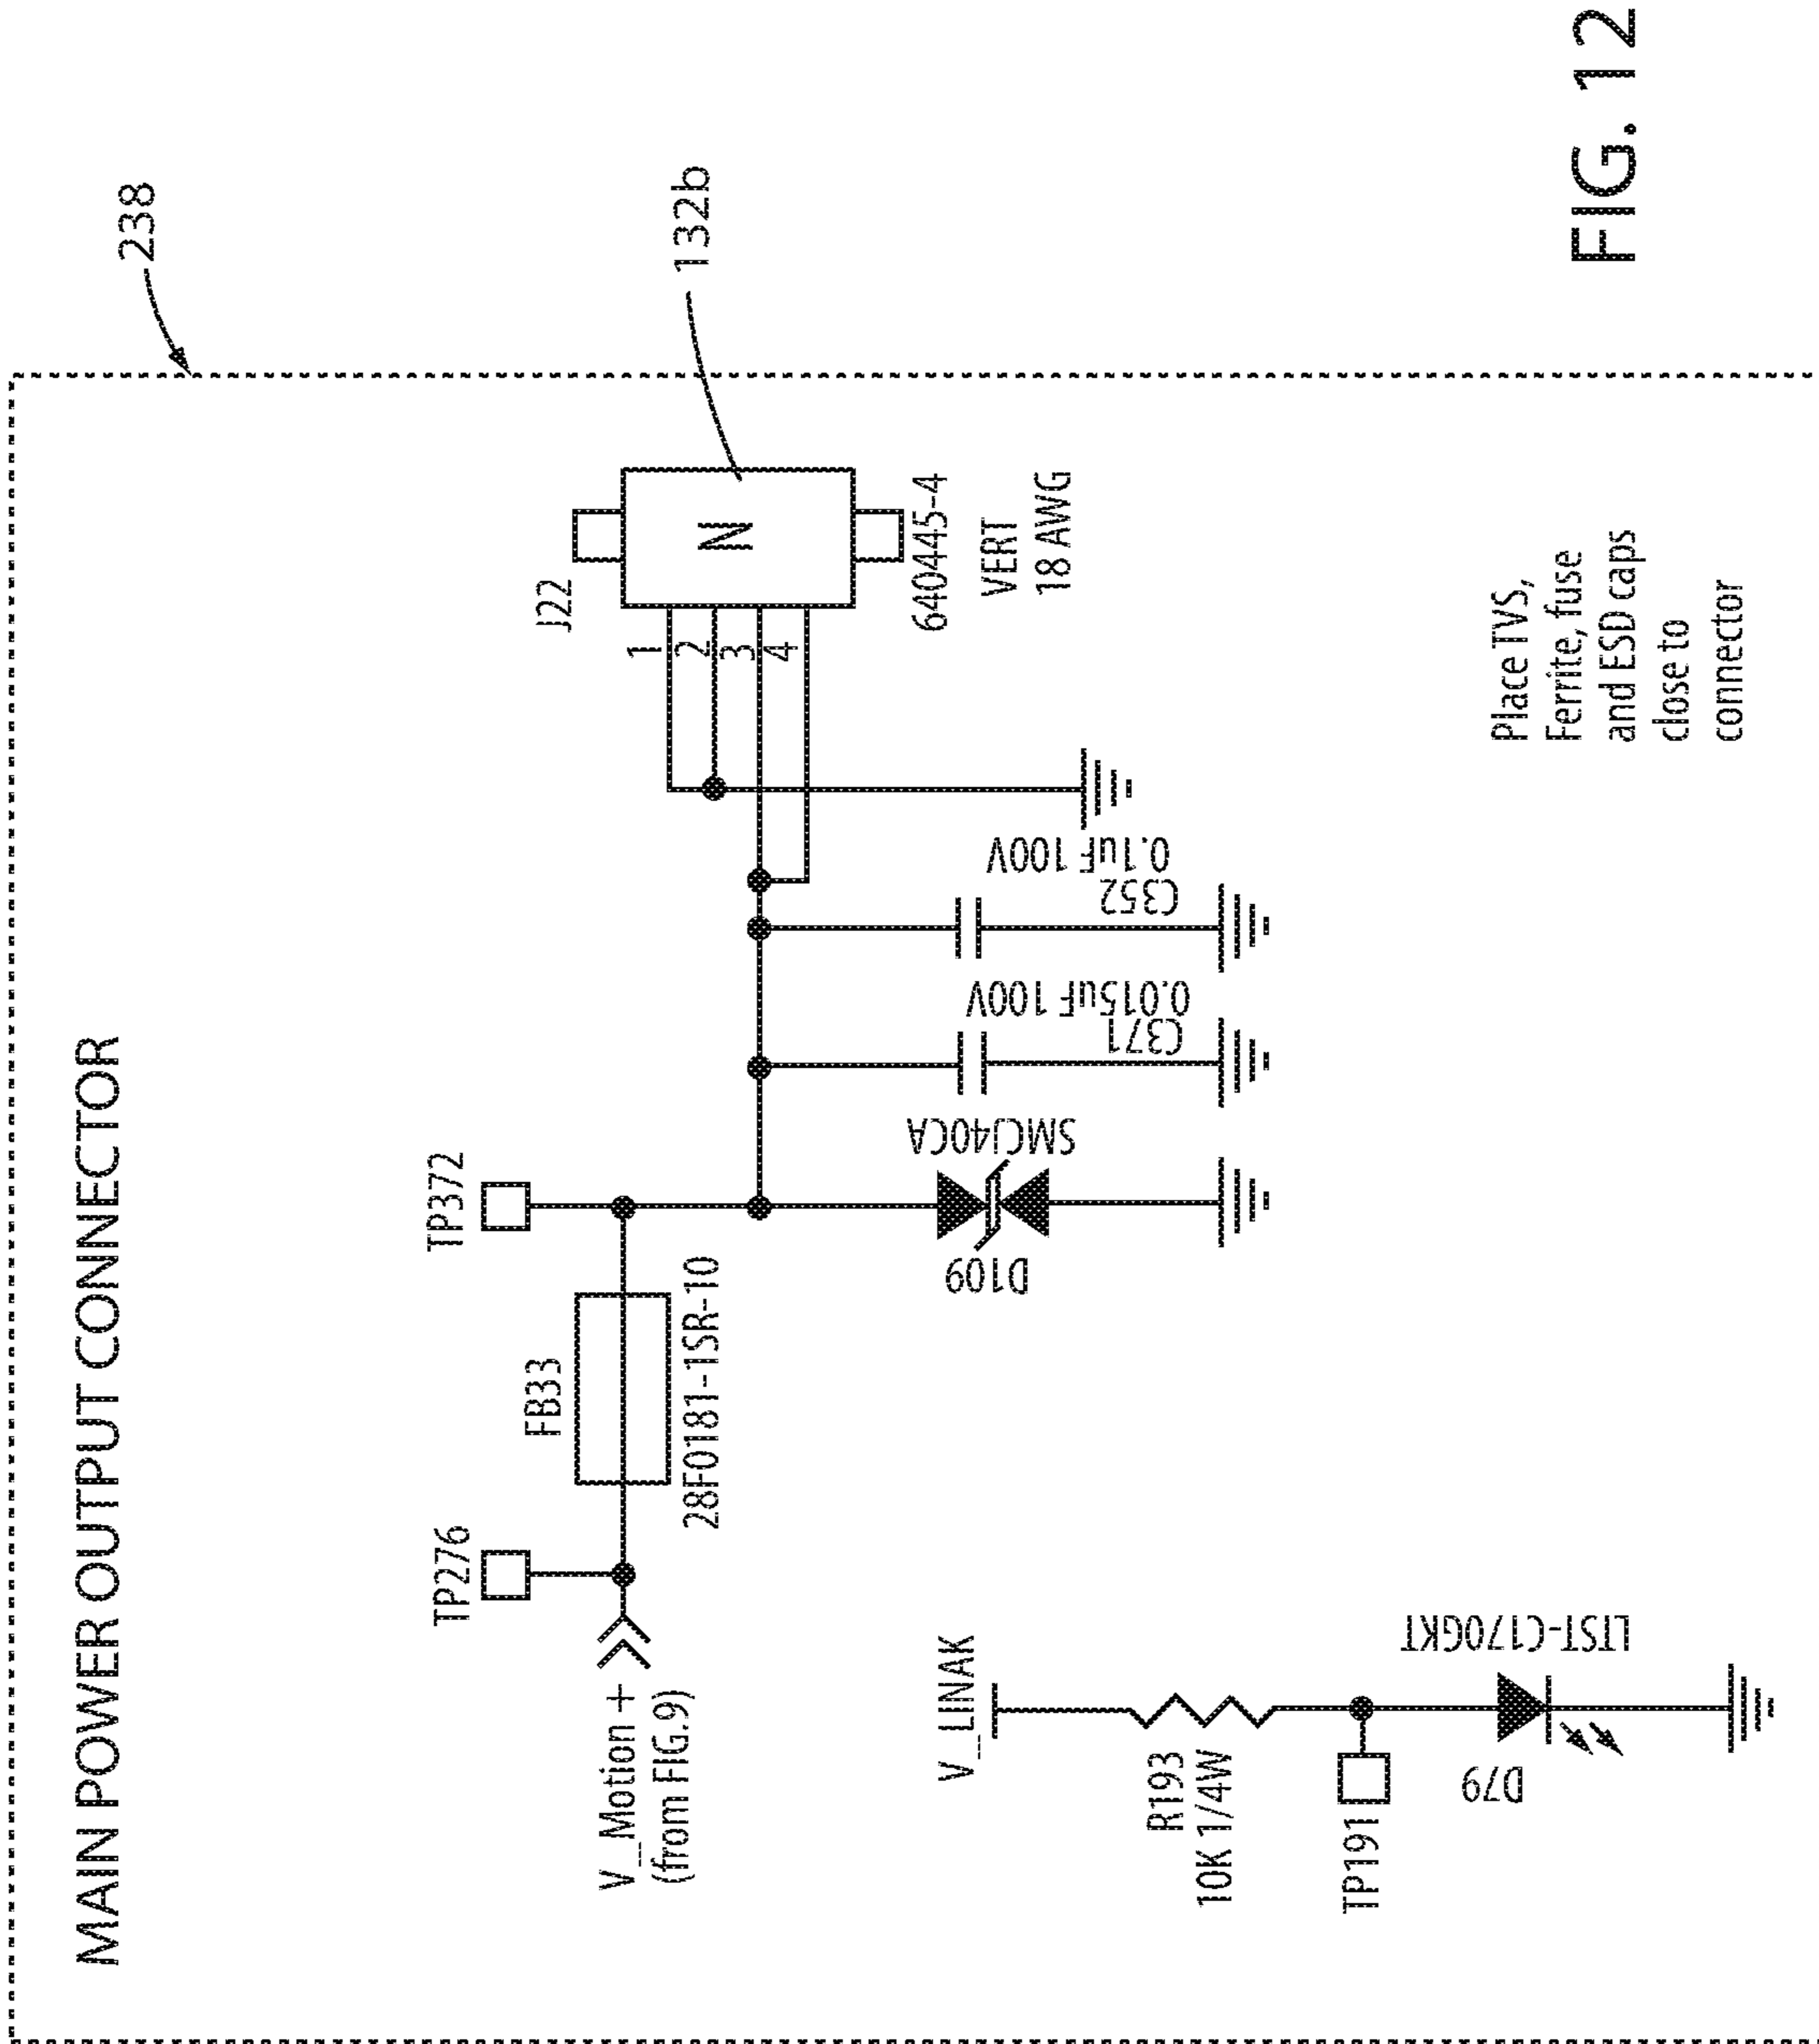 MAIN POWER OUTPUT CONNECTOR
238
TP276
FB33
28F0181-1SR-10
TP372
V_Motion +
(from FIG.9)
J22
1
2
3
4
N
132b
640445-4
VERT
18 AWG
D109
SMCJ40CA
C371
0.015uF 100V
C352
0.1uF 100V
V_LINAK
R193
10K 1/4W
TP191
D79
LTST-C170GKT
Place TVS,
Ferrite, fuse
and ESD caps
close to
connector
FIG. 12